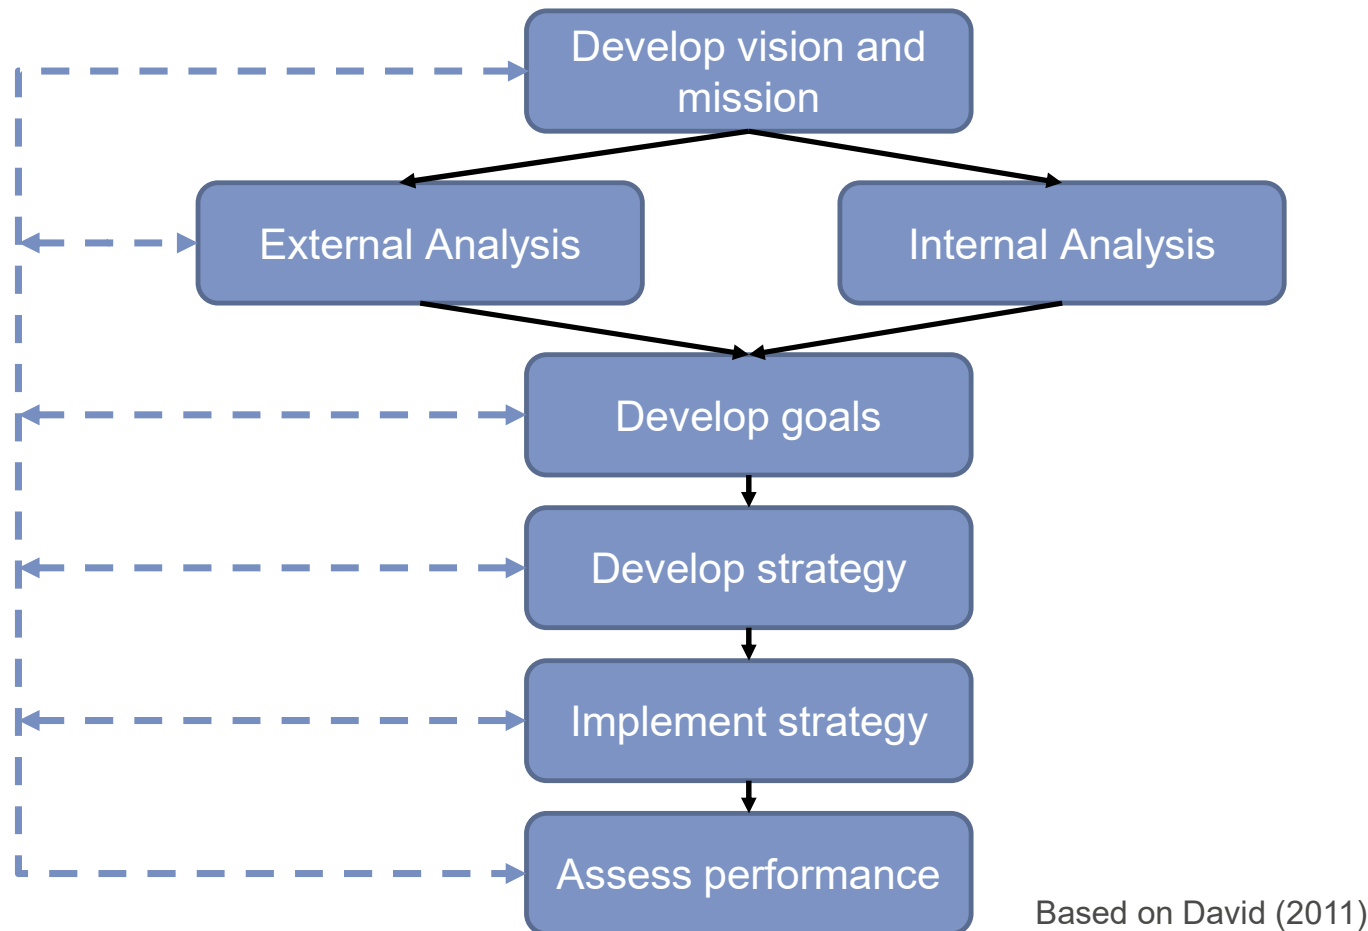 Develop vision and
mission
External Analysis
Internal Analysis
Develop goals
Develop strategy
Implement strategy
Assess performance
Based on David (2011)